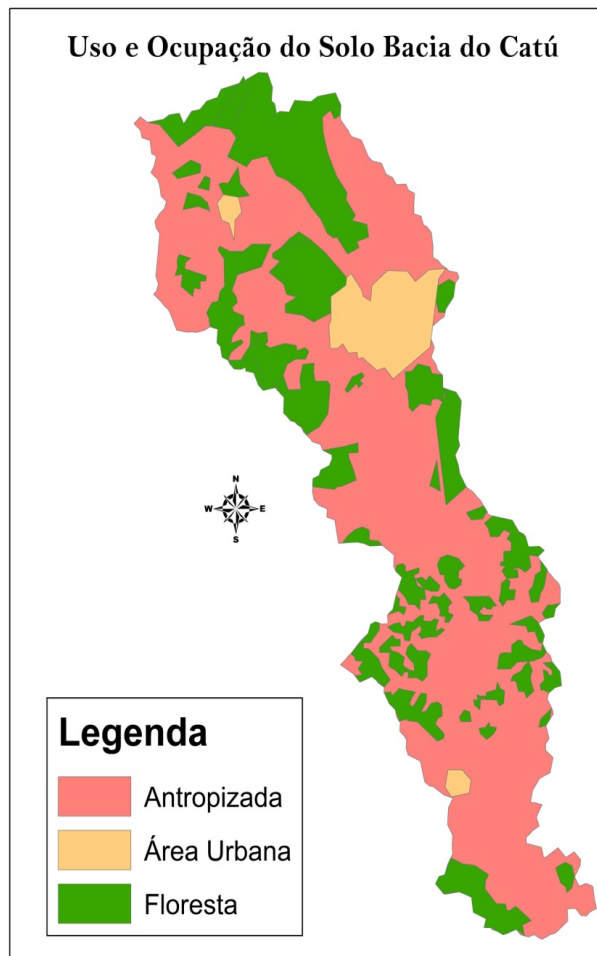 Uso e Ocupação do Solo Bacia do Catú
N
W E
S
Legenda
Antropizada
Área Urbana
Floresta